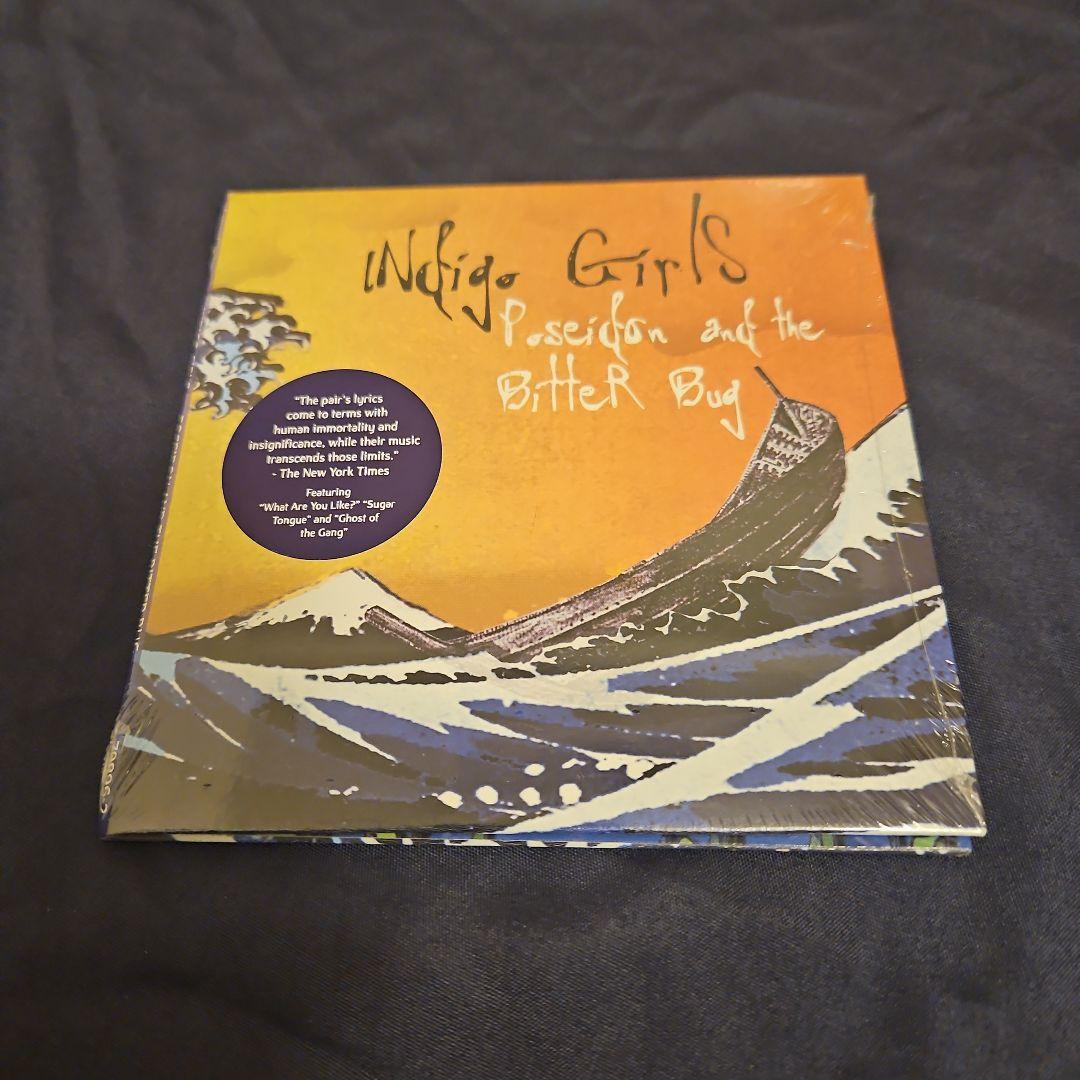 INdigo GirlS
Poseidon and the
BitteR Bug
"The pair's lyrics
come to terms with
human immortality and
insignificance, while their music
transcends those limits."
- The New York Times
Featuring
"What Are You Like?" "Sugar
Tongue" and "Ghost of
the Gang"